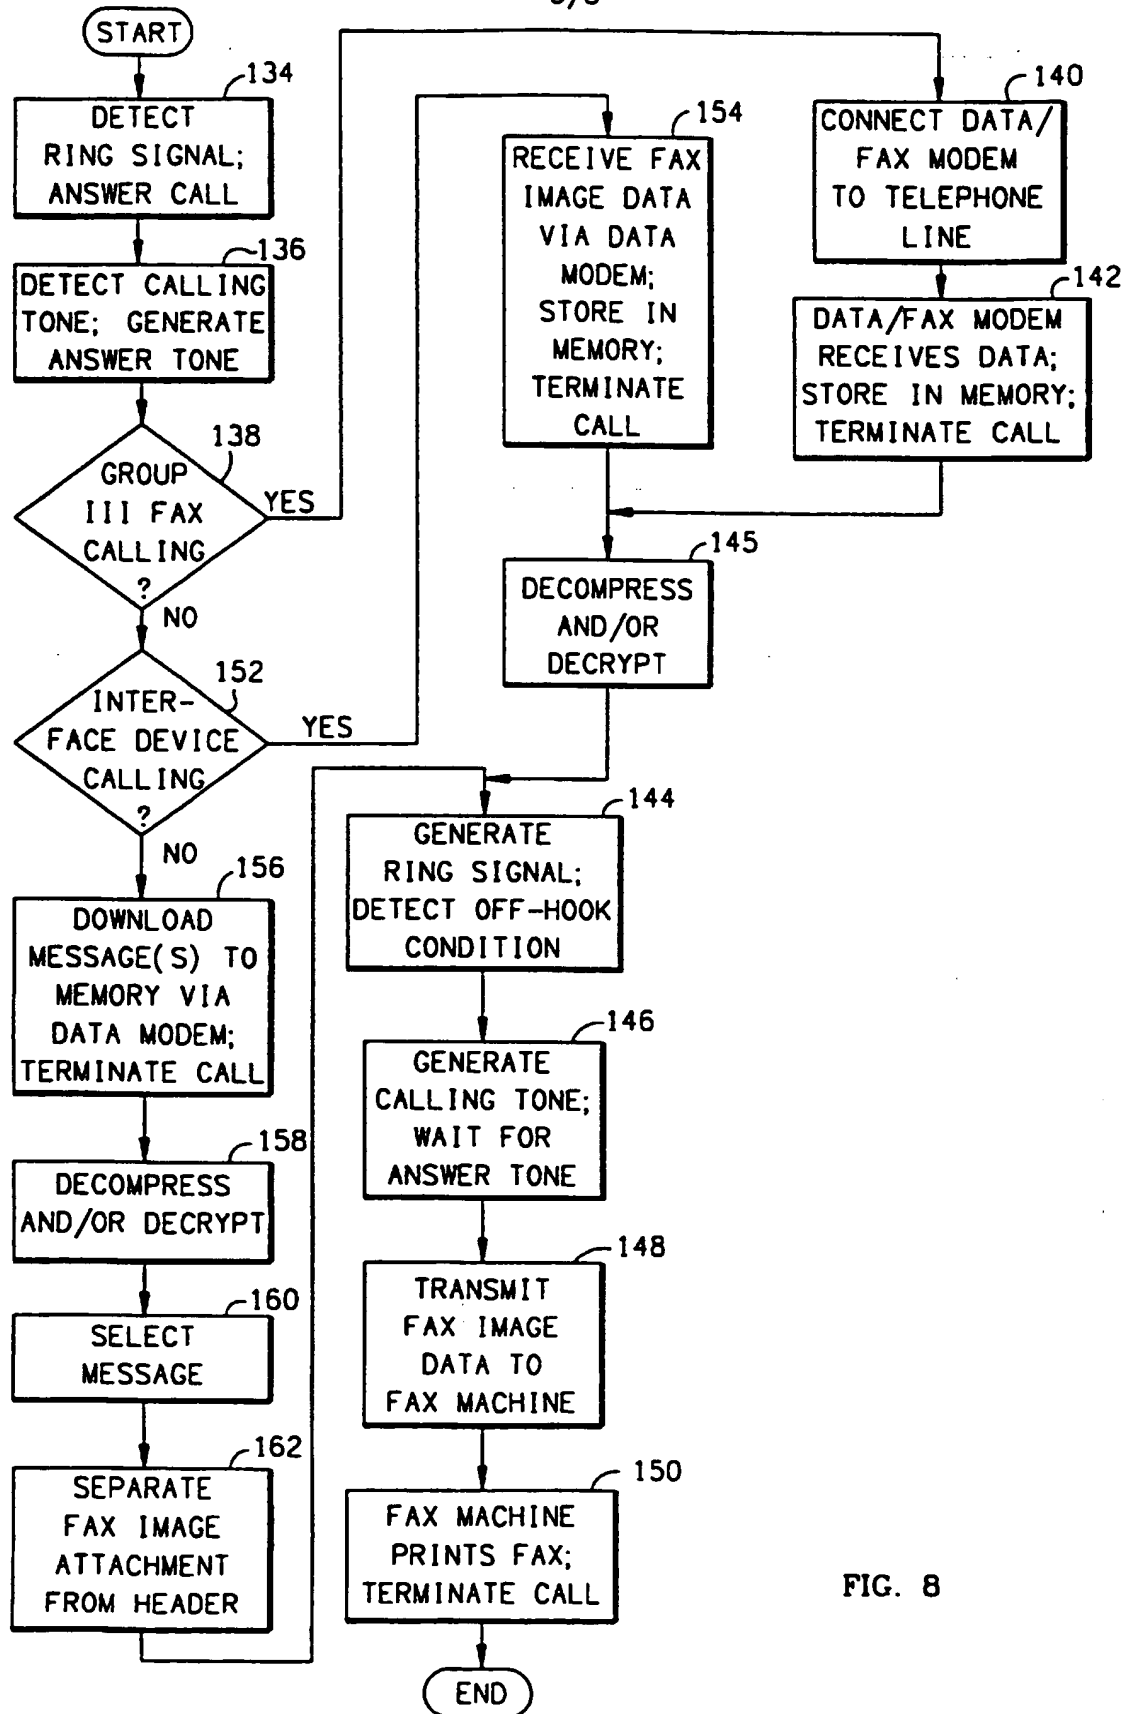 START
134
DETECT
RING SIGNAL;
ANSWER CALL
136
DETECT CALLING
TONE; GENERATE
ANSWER TONE
138
GROUP
III FAX
CALLING
?
YES
NO
152
INTER-
FACE DEVICE
CALLING
?
YES
NO
156
DOWNLOAD
MESSAGE(S) TO
MEMORY VIA
DATA MODEM;
TERMINATE CALL
158
DECOMPRESS
AND/OR DECRYPT
160
SELECT
MESSAGE
162
SEPARATE
FAX IMAGE
ATTACHMENT
FROM HEADER
154
RECEIVE FAX
IMAGE DATA
VIA DATA
MODEM;
STORE IN
MEMORY;
TERMINATE
CALL
140
CONNECT DATA/
FAX MODEM
TO TELEPHONE
LINE
142
DATA/FAX MODEM
RECEIVES DATA;
STORE IN MEMORY;
TERMINATE CALL
145
DECOMPRESS
AND/OR
DECRYPT
144
GENERATE
RING SIGNAL;
DETECT OFF-HOOK
CONDITION
146
GENERATE
CALLING TONE;
WAIT FOR
ANSWER TONE
148
TRANSMIT
FAX IMAGE
DATA TO
FAX MACHINE
150
FAX MACHINE
PRINTS FAX;
TERMINATE CALL
END
FIG. 8